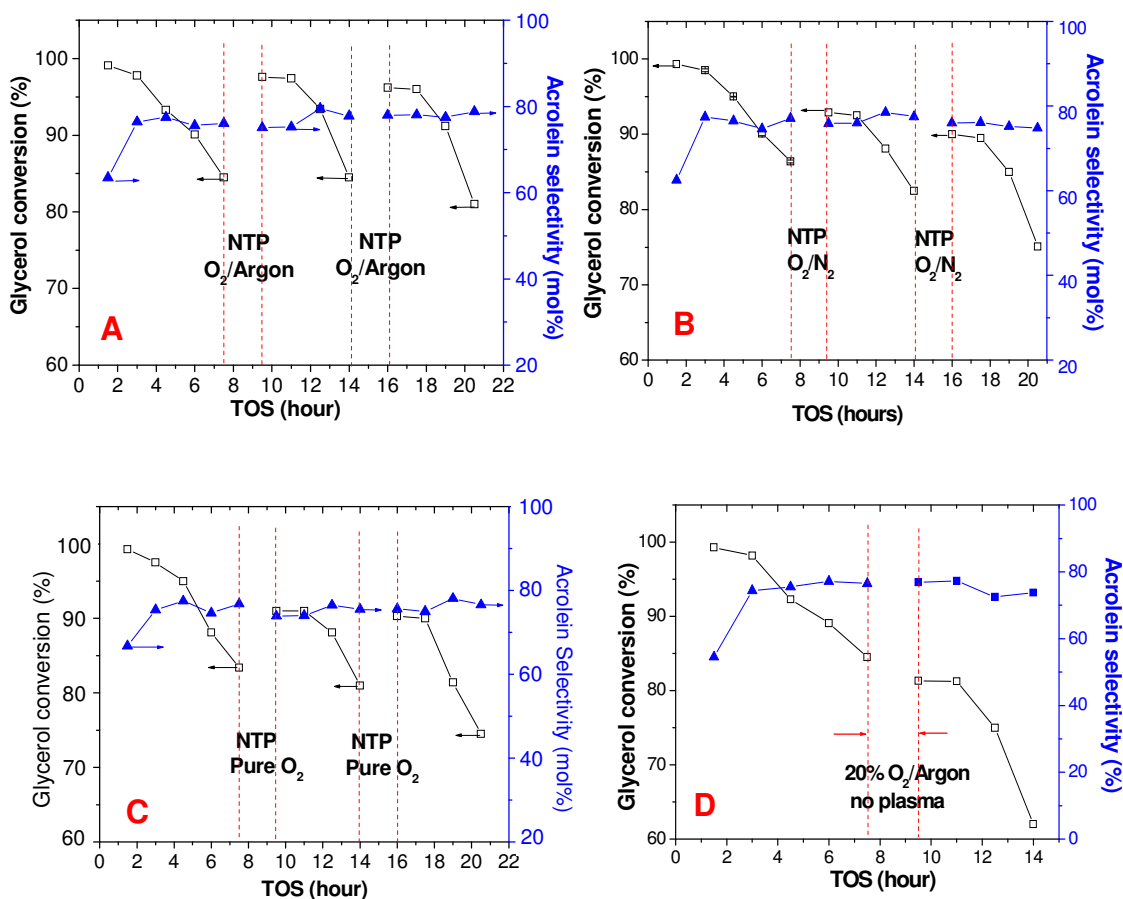 100
90
80
70
60
Glycerol conversion (%)
100
80
60
40
20
Acrolein selectivity (mol%)
NTP
O2/Argon
NTP
O2/Argon
A
0 2 4 6 8 10 12 14 16 18 20 22
TOS (hour)
100
90
80
70
60
Glycerol conversion (%)
100
80
60
40
20
Acrolein selectivity (mol%)
NTP
O2/N2
NTP
O2/N2
B
0 2 4 6 8 10 12 14 16 18 20
TOS (hours)
100
90
80
70
60
Glycerol conversion (%)
100
80
60
40
20
Acrolein Selectivity (mol%)
NTP
Pure O2
NTP
Pure O2
C
0 2 4 6 8 10 12 14 16 18 20 22
TOS (hour)
100
90
80
70
60
Glycerol conversion (%)
100
80
60
40
20
0
Acrolein selectivity (%)
20% O2/Argon
no plasma
D
0 2 4 6 8 10 12 14
TOS (hour)